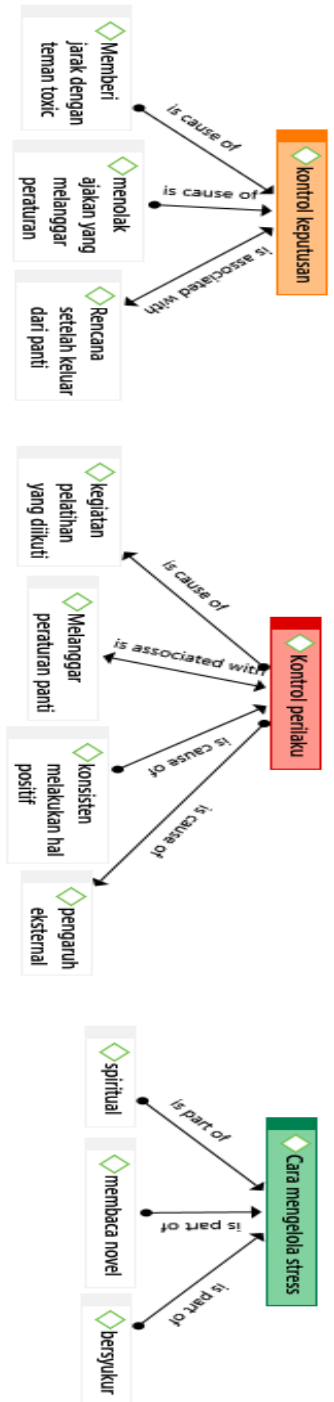 kontrol keputusan
is cause of
is cause of
is associated with
Memberi
jarak dengan
teman toxic
menolak
ajakan yang
melanggar
peraturan
Rencana
setelah keluar
dari panti
Kontrol perilaku
is cause of
is associated with
is cause of
is cause of
kegiatan
pelatihan
yang diikuti
Melanggar
peraturan panti
konsisten
melakukan hal
positif
pengaruh
eksternal
Cara mengelola stress
is part of
is part of
is part of
spiritual
membaca novel
bersyukur